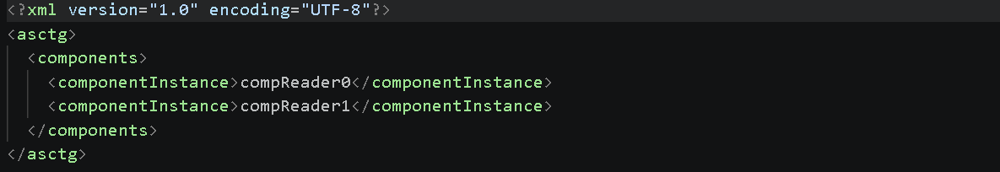 <?xml version="1.0" encoding="UTF-8"?>
<asctg>
<components>
<componentInstance>compReader0</componentInstance>
<componentInstance>compReader1</componentInstance>
</components>
</asctg>